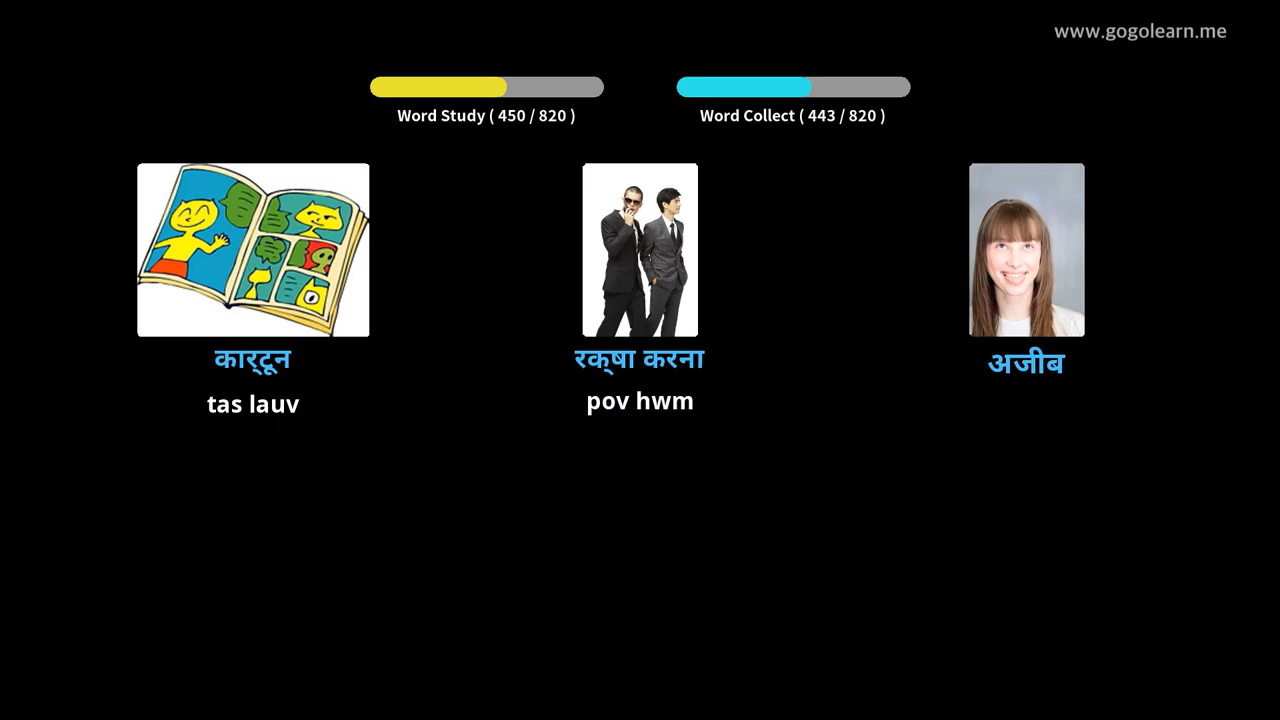 www.gogolearn.me
Word Study ( 450 / 820 )
Word Collect ( 443 / 820 )
कार्‌टून
रक्‌षा करना
अजीब
tas lauv
pov hwm